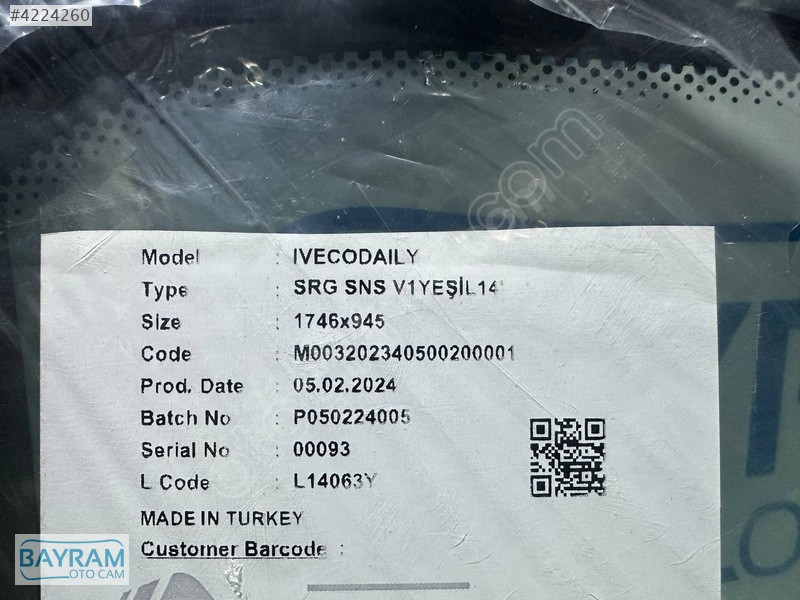 #4224260
.com
Model : IVECODAILY
Type : SRG SNS V1YEŞİL14
Size : 1746x945
Code : M003202340500200001
Prod. Date : 05.02.2024
Batch No : P050224005
Serial No : 00093
L Code : L14063Y
MADE IN TURKEY
Customer Barcode :
BAYRAM
OTO CAM